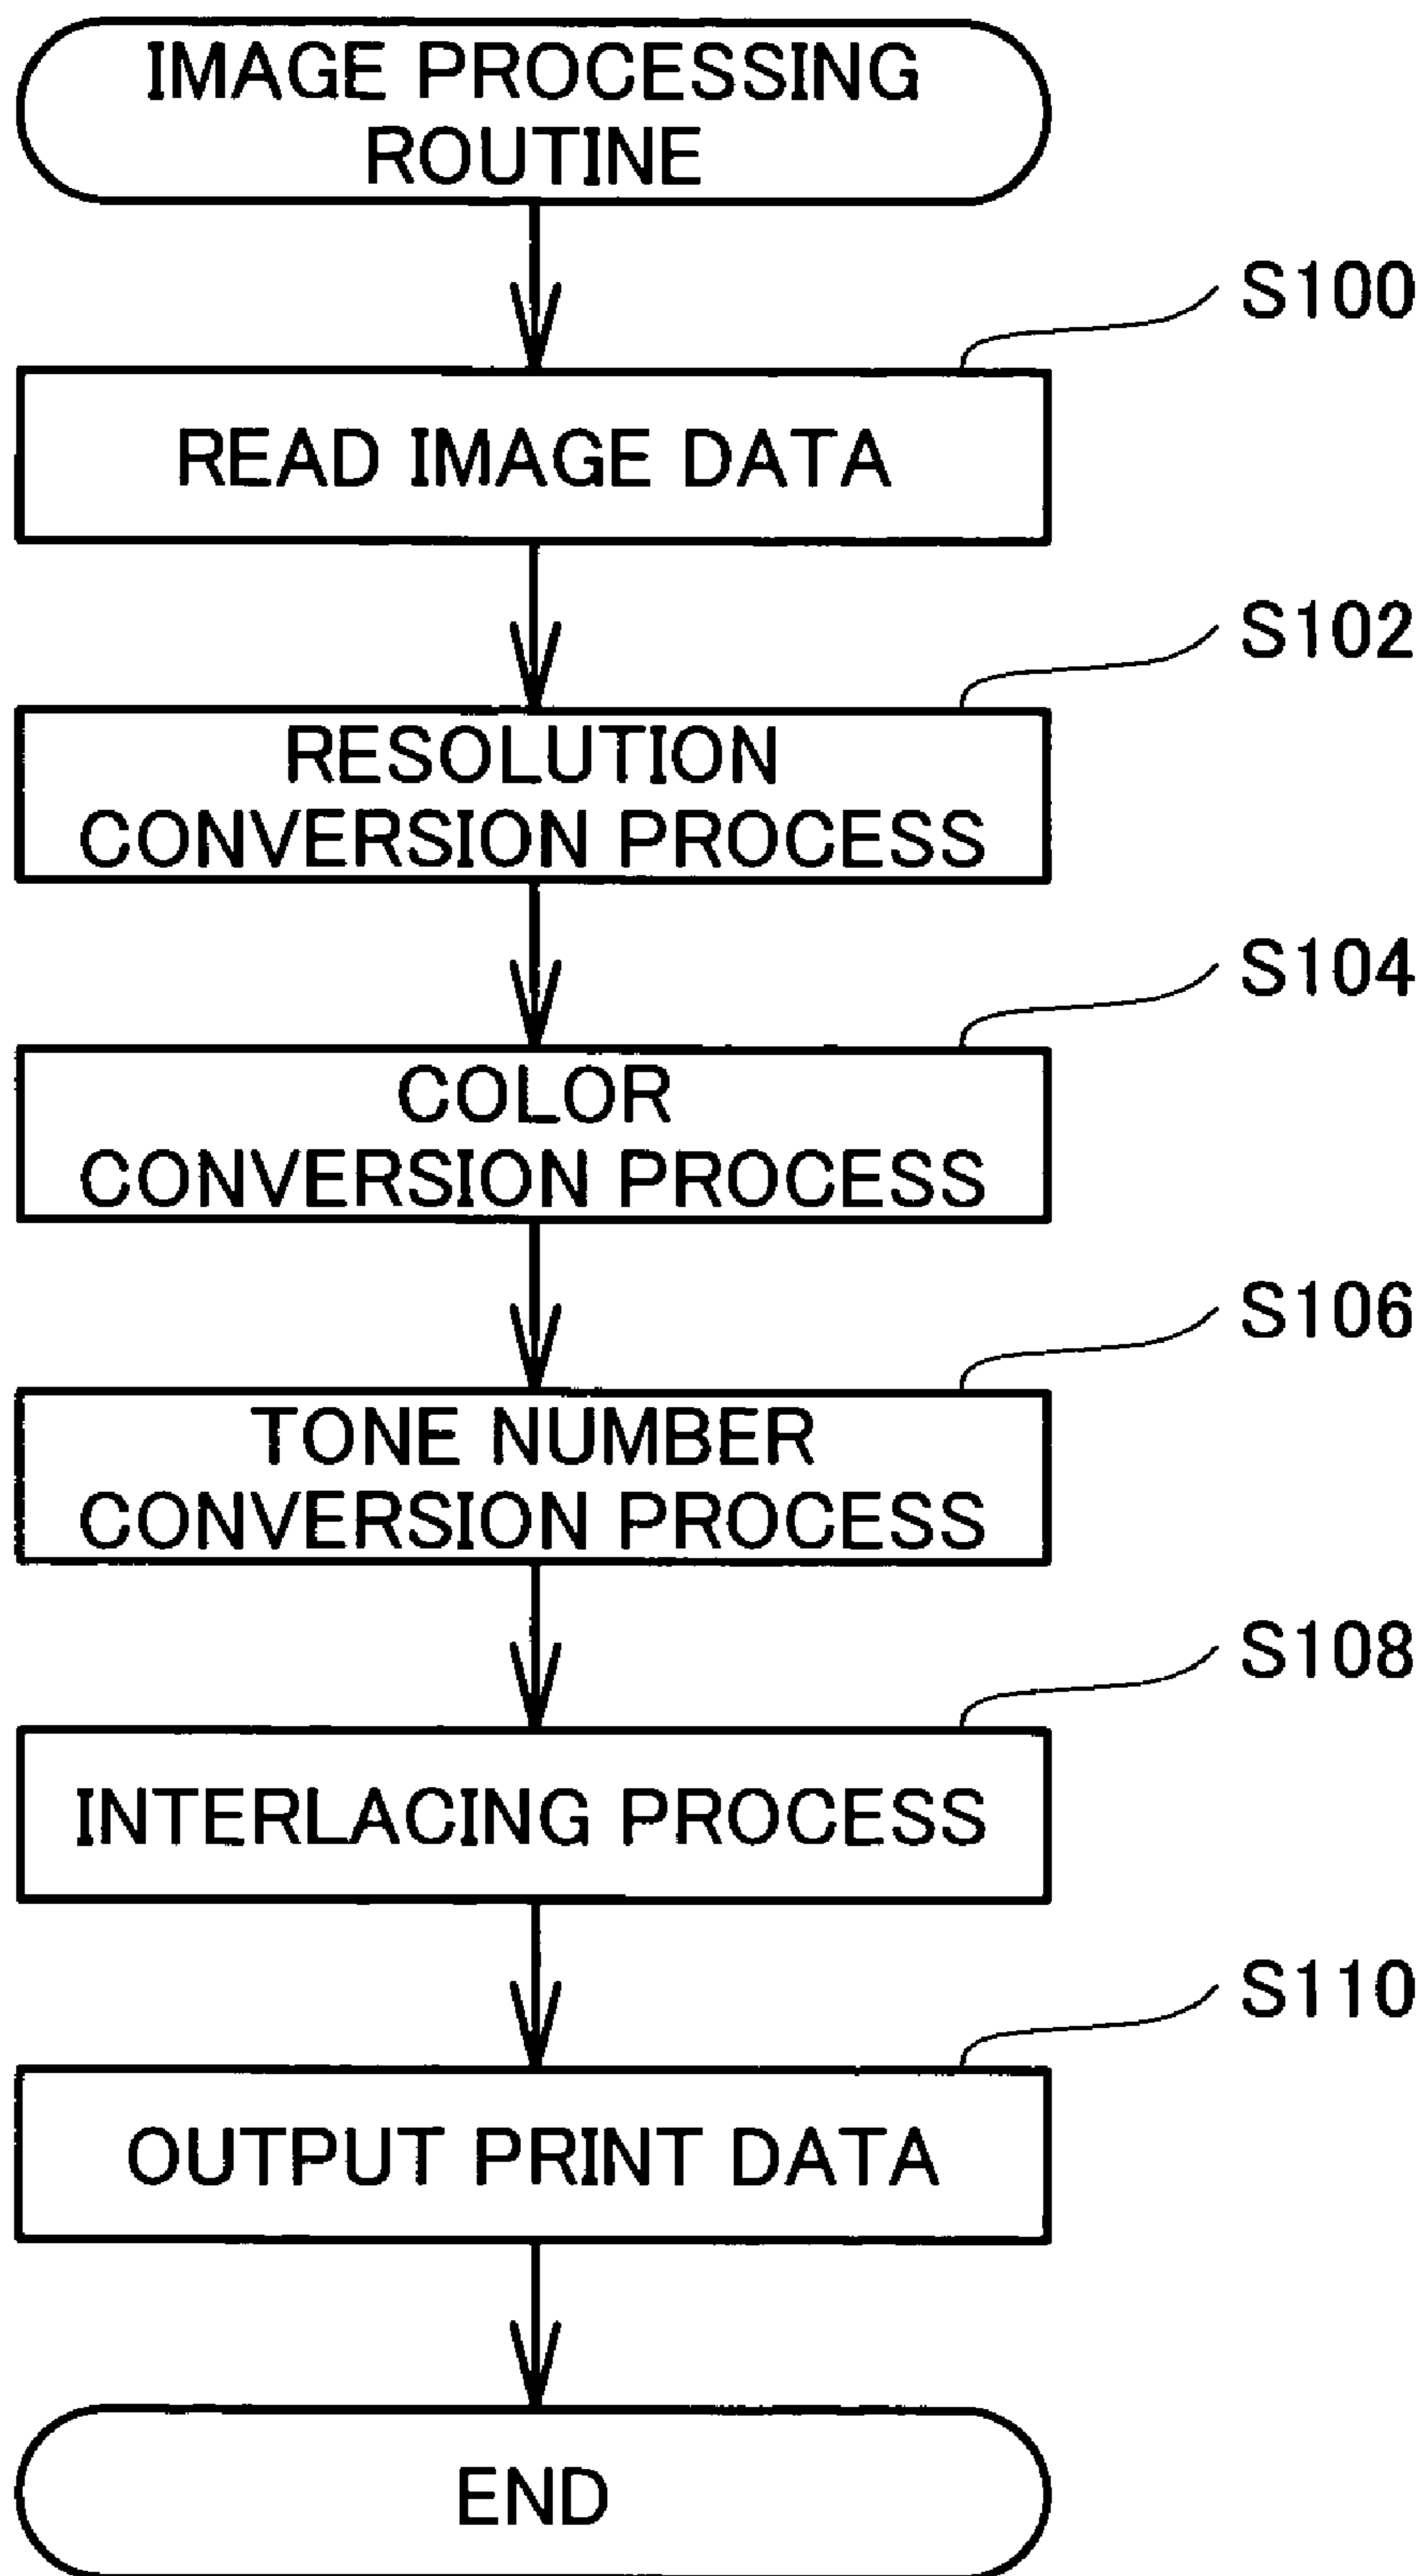 IMAGE PROCESSING
ROUTINE
S100
READ IMAGE DATA
S102
RESOLUTION
CONVERSION PROCESS
S104
COLOR
CONVERSION PROCESS
S106
TONE NUMBER
CONVERSION PROCESS
S108
INTERLACING PROCESS
S110
OUTPUT PRINT DATA
END